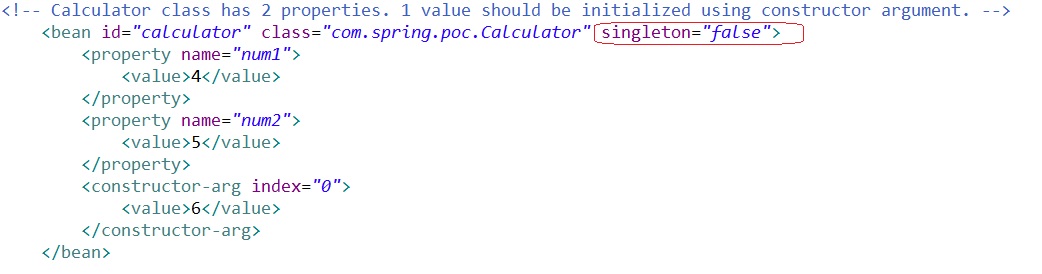 <!-- Calculator class has 2 properties. 1 value should be initialized using constructor argument. -->
<bean id="calculator" class="com.spring.poc.Calculator" singleton="false">
<property name="num1">
<value>4</value>
</property>
<property name="num2">
<value>5</value>
</property>
<constructor-arg index="0">
<value>6</value>
</constructor-arg>
</bean>